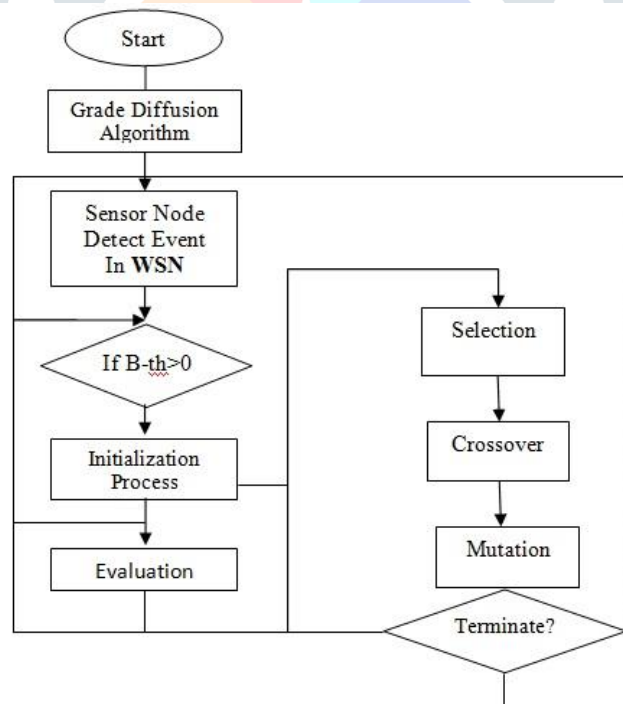 Start
Grade Diffusion
Algorithm
Sensor Node
Detect Event
In WSN
If B-th>0
Initialization
Process
Evaluation
Selection
Crossover
Mutation
Terminate?